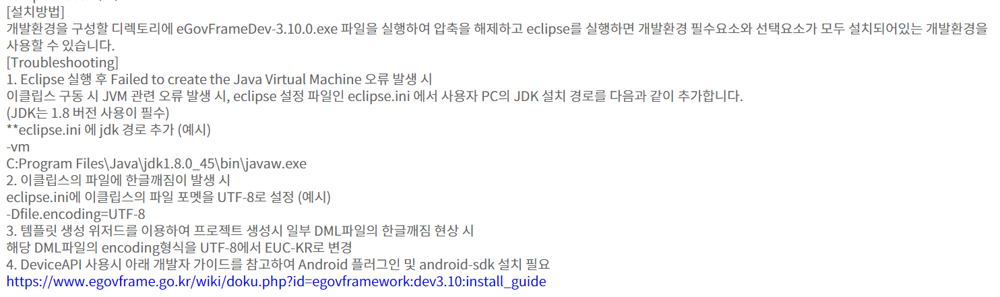 [설치방법]
개발환경을 구성할 디렉토리에 eGovFrameDev-3.10.0.exe 파일을 실행하여 압축을 해제하고 eclipse를 실행하면 개발환경 필수요소와 선택요소가 모두 설치되어있는 개발환경을
사용할 수 있습니다.
[Troubleshooting]
1. Eclipse 실행 후 Failed to create the Java Virtual Machine 오류 발생 시
이클립스 구동 시 JVM 관련 오류 발생 시, eclipse 설정 파일인 eclipse.ini 에서 사용자 PC의 JDK 설치 경로를 다음과 같이 추가합니다.
(JDK는 1.8 버전 사용이 필수)
**eclipse.ini 에 jdk 경로 추가 (예시)
-vm
C:Program Files\Java\jdk1.8.0_45\bin\javaw.exe
2. 이클립스의 파일에 한글깨짐이 발생 시
eclipse.ini에 이클립스의 파일 포멧을 UTF-8로 설정 (예시)
-Dfile.encoding=UTF-8
3. 템플릿 생성 위저드를 이용하여 프로젝트 생성시 일부 DML파일의 한글깨짐 현상 시
해당 DML파일의 encoding형식을 UTF-8에서 EUC-KR로 변경
4. DeviceAPI 사용시 아래 개발자 가이드를 참고하여 Android 플러그인 및 android-sdk 설치 필요
https://www.egovframe.go.kr/wiki/doku.php?id=egovframework:dev3.10:install_guide